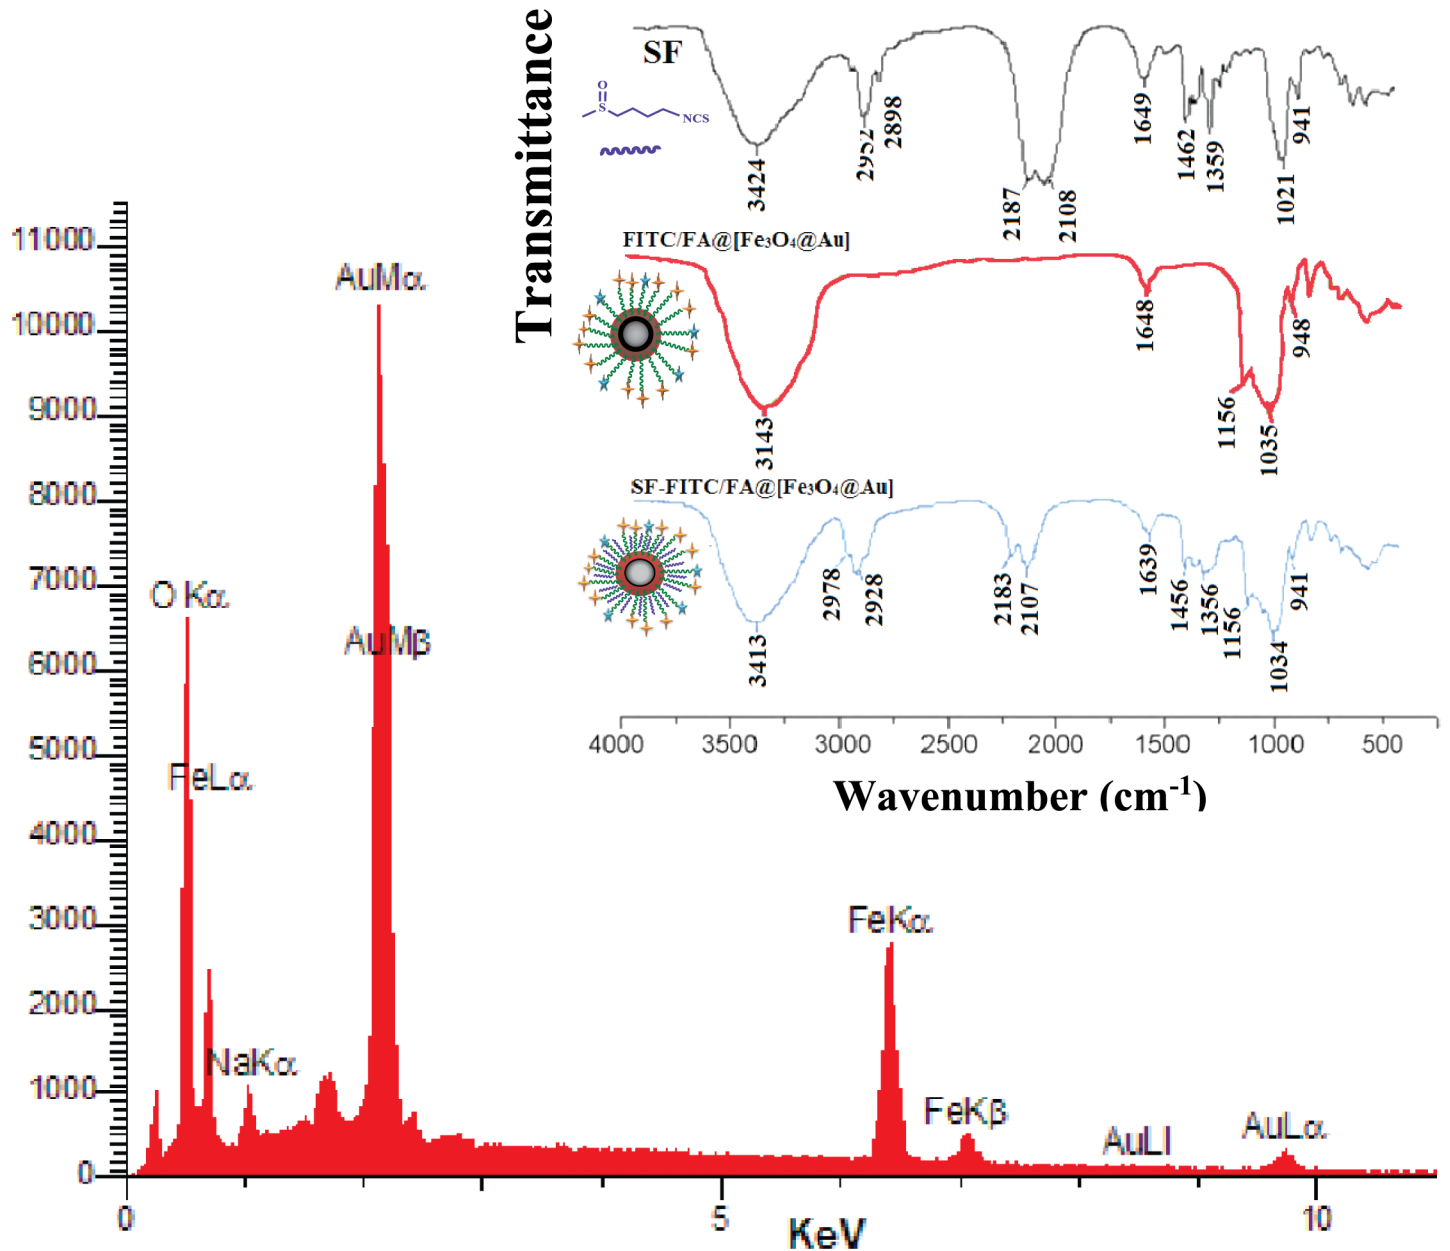 Transmittance
SF
O
S
NCS
3424
2952
2898
2187
2108
1649
1462
1359
1021
941
FITC/FA@[Fe₃O₄@Au]
3143
1648
1156
1035
948
SF-FITC/FA@[Fe₃O₄@Au]
3413
2978
2928
2183
2107
1639
1456
1356
1156
1034
941
4000 3500 3000 2500 2000 1500 1000 500
Wavenumber (cm⁻¹)
11000
10000
9000
8000
7000
6000
5000
4000
3000
2000
1000
0
AuMα
O Kα
AuMβ
FeLα
NaKα
FeKα
FeKβ
AuLl
AuLα
0 5 10
KeV